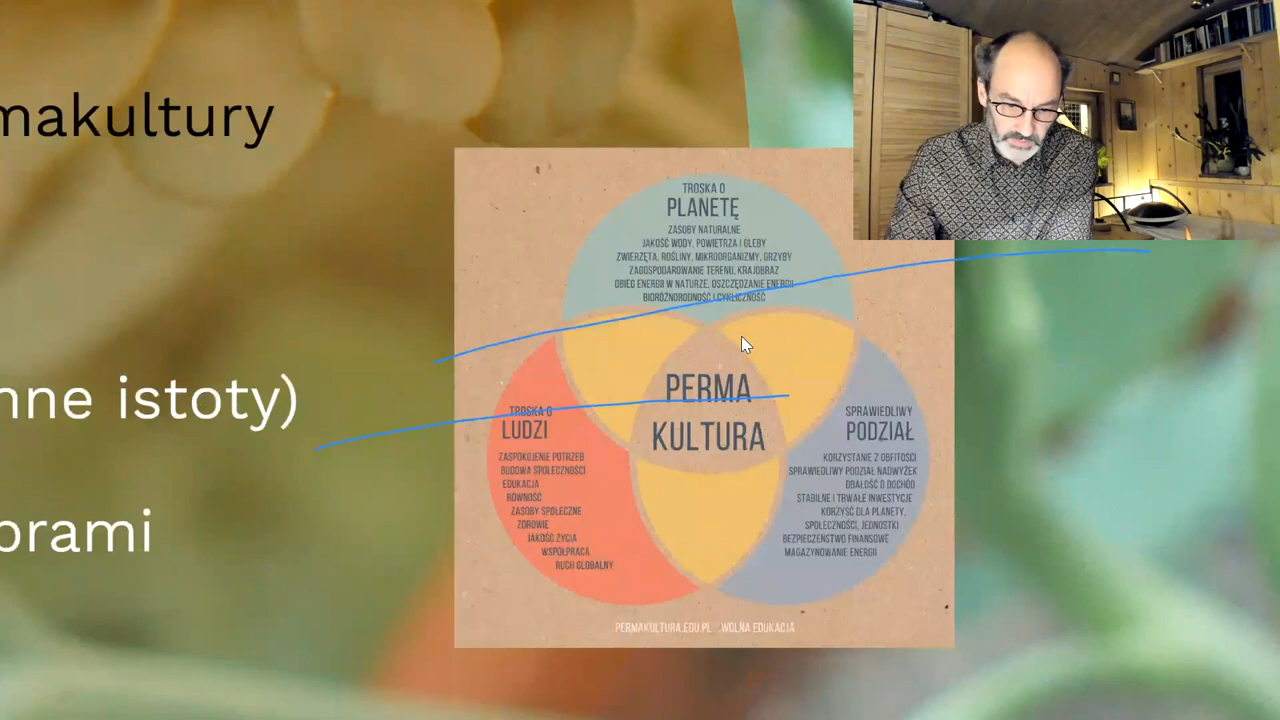 makultury
nne istoty)
orami
TROSKA O
PLANETĘ
ZASOBY NATURALNE
JAKOŚĆ WODY, POWIETRZA I GLEBY
ZWIERZĘTA, ROŚLINY, MIKROORGANIZMY, GRZYBY
ZAGOSPODAROWANIE TERENU, KRAJOBRAZ
OBIEG ENERGII W NATURZE, OSZCZĘDZANIE ENERGII
BIORÓŻNORODNOŚĆ I CYKLICZNOŚĆ
PERMA
KULTURA
TROSKA O
LUDZI
ZASPOKOJENIE POTRZEB
BUDOWA SPOŁECZNOŚCI
EDUKACJA
RÓWNOŚĆ
ZASOBY SPOŁECZNE
ZDROWIE
JAKOŚĆ ŻYCIA
WSPÓŁPRACA
RUCH GLOBALNY
SPRAWIEDLIWY
PODZIAŁ
KORZYSTANIE Z OBFITOŚCI
SPRAWIEDLIWY PODZIAŁ NADWYŻEK
DBAŁOŚĆ O DOCHÓD
STABILNE I TRWAŁE INWESTYCJE
KORZYŚĆ DLA PLANETY,
SPOŁECZNOŚCI, JEDNOSTKI
BEZPIECZEŃSTWO FINANSOWE
MAGAZYNOWANIE ENERGII
PERMAKULTURA.EDU.PL WOLNA EDUKACJA